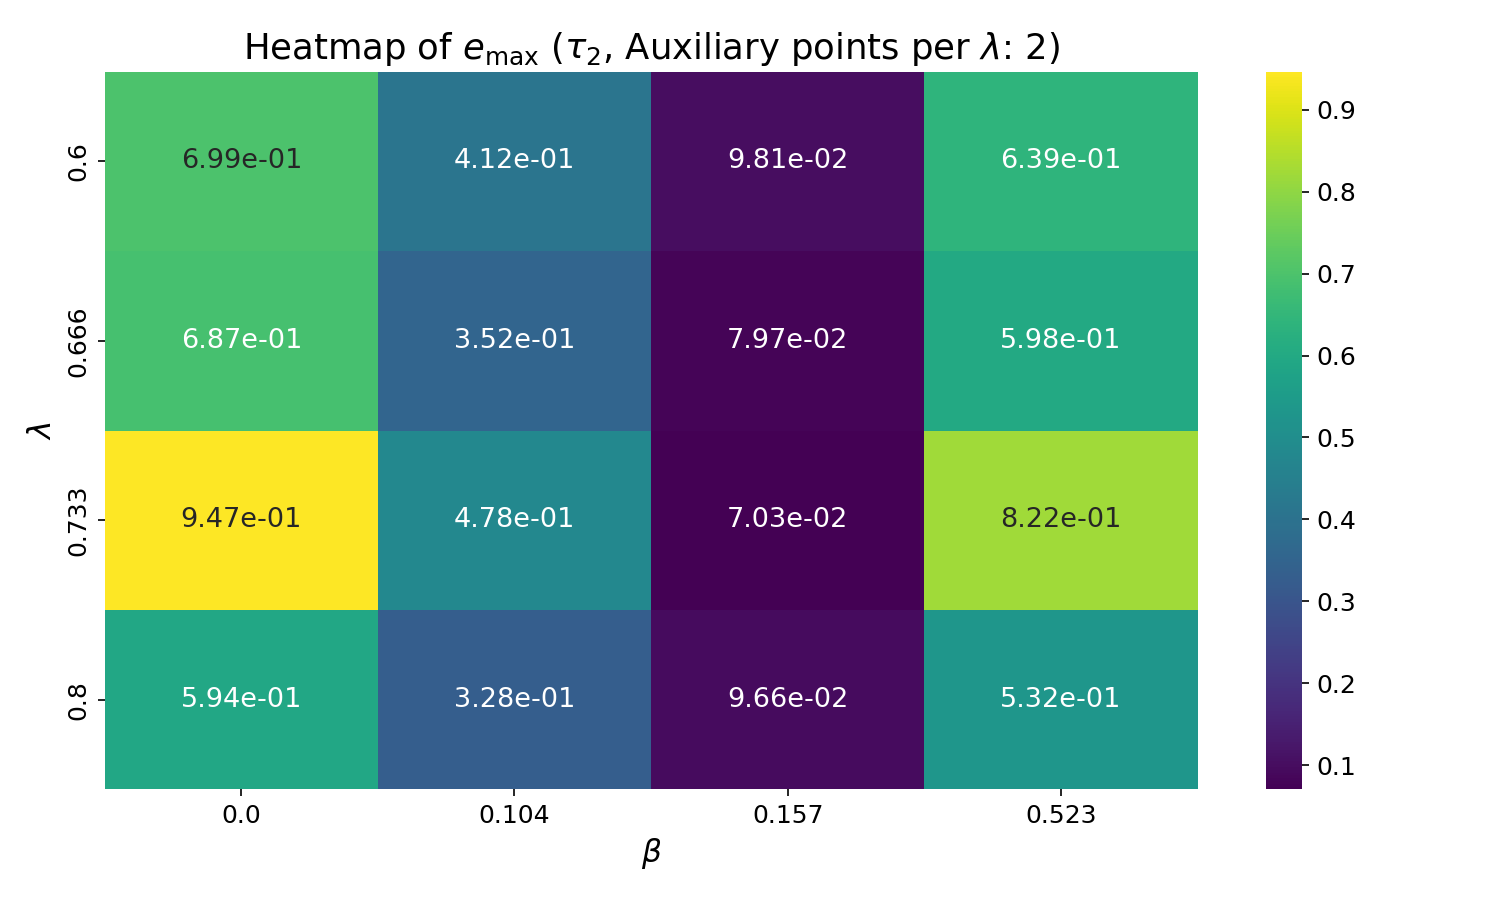 Heatmap of e_max (τ_2, Auxiliary points per λ: 2)
λ
0.6 6.99e-01 4.12e-01 9.81e-02 6.39e-01
0.666 6.87e-01 3.52e-01 7.97e-02 5.98e-01
0.733 9.47e-01 4.78e-01 7.03e-02 8.22e-01
0.8 5.94e-01 3.28e-01 9.66e-02 5.32e-01
0.0 0.104 0.157 0.523
β
0.9
0.8
0.7
0.6
0.5
0.4
0.3
0.2
0.1